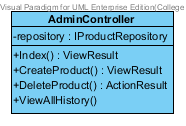 Visual Paradigm for UML Enterprise Edition(College
AdminController
-repository : IProductRepository
+Index() : ViewResult
+CreateProduct() : ViewResult
+DeleteProduct() : ActionResult
+ViewAllHistory()